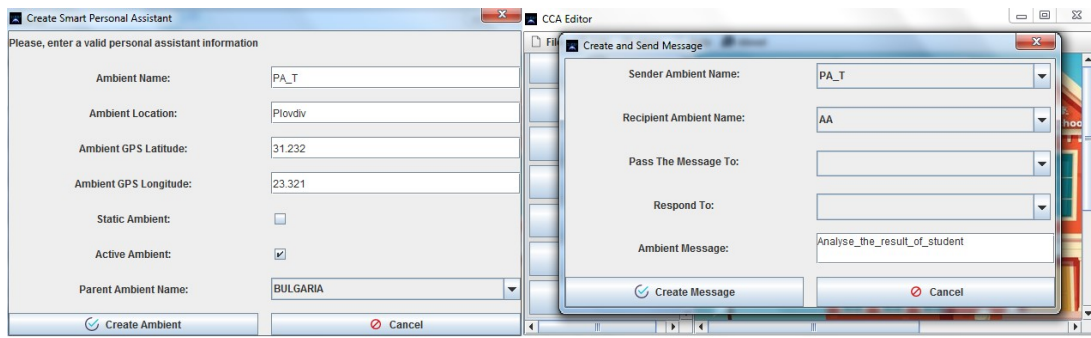 Create Smart Personal Assistant
Please, enter a valid personal assistant information
Ambient Name:
PA_T
Ambient Location:
Plovdiv
Ambient GPS Latitude:
31.232
Ambient GPS Longitude:
23.321
Static Ambient:
Active Ambient:
Parent Ambient Name:
BULGARIA
Create Ambient
Cancel
CCA Editor
Create and Send Message
Sender Ambient Name:
PA_T
Recipient Ambient Name:
AA
Pass The Message To:
Respond To:
Ambient Message:
Analyse_the_result_of_student
Create Message
Cancel